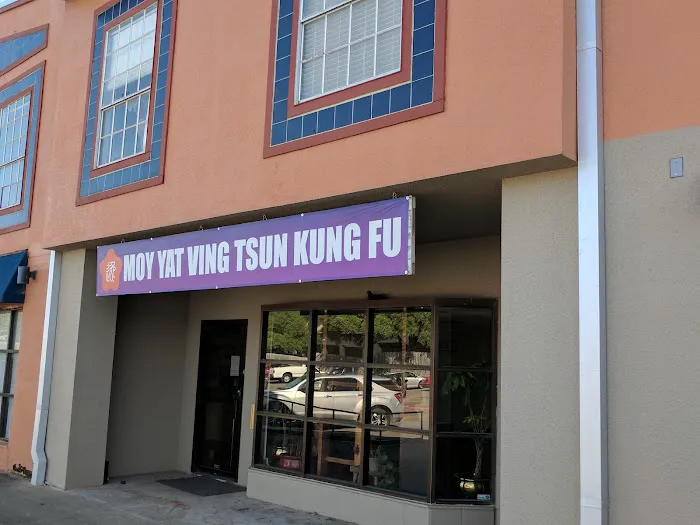 MOY YAT VING TSUN KUNG FU